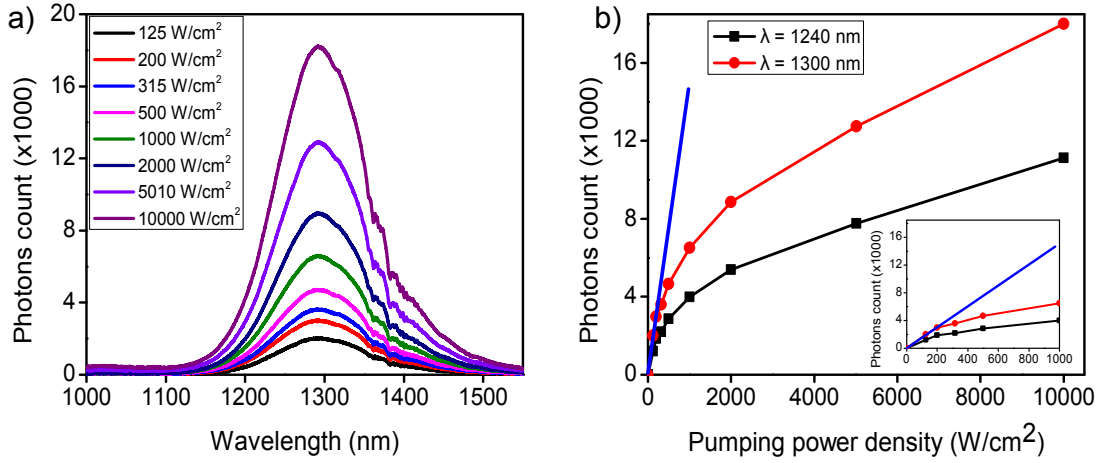 a)
Photons count (x1000)
20
16
12
8
4
0
125 W/cm²
200 W/cm²
315 W/cm²
500 W/cm²
1000 W/cm²
2000 W/cm²
5010 W/cm²
10000 W/cm²
1000 1100 1200 1300 1400 1500
Wavelength (nm)
b)
Photons count (x1000)
16
12
8
4
0
λ = 1240 nm
λ = 1300 nm
Photons count (x1000)
16
12
8
4
0
0 200 400 600 800 1000
0 2000 4000 6000 8000 10000
Pumping power density (W/cm²)